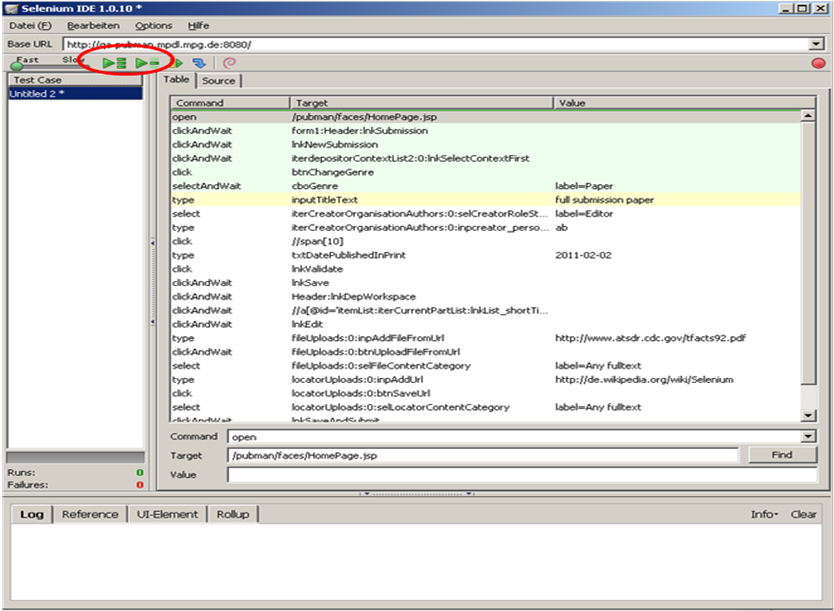 Selenium IDE 1.0.10 *
Datei (F) Bearbeiten Options Hilfe
Base URL http://qa-pubman.mpdl.mpg.de:8080/
Fast Slow
Test Case
Untitled 2 *
Table Source
Command Target Value
open /pubman/faces/HomePage.jsp
clickAndWait form1:Header:lnkSubmission
clickAndWait lnkNewSubmission
clickAndWait iterdepositorContextList2:0:lnkSelectContextFirst
click btnChangeGenre
selectAndWait cboGenre label=Paper
type inputTitleText full submission paper
select iterCreatorOrganisationAuthors:0:selCreatorRoleSt... label=Editor
type iterCreatorOrganisationAuthors:0:inpcreator_perso... ab
click //span[10]
type txtDatePublishedInPrint 2011-02-02
click lnkValidate
clickAndWait lnkSave
clickAndWait Header:lnkDepWorkspace
clickAndWait //a[@id='itemList:iterCurrentPartList:lnkList_shortTi...
clickAndWait lnkEdit
type fileUploads:0:inpAddFileFromUrl http://www.atsdr.cdc.gov/tfacts92.pdf
clickAndWait fileUploads:0:btnUploadFileFromUrl
select fileUploads:0:selFileContentCategory label=Any fulltext
type locatorUploads:0:inpAddUrl http://de.wikipedia.org/wiki/Selenium
click locatorUploads:0:btnSaveUrl
select locatorUploads:0:selLocatorContentCategory label=Any fulltext
clickAndWait lnkSaveAndSubmit
Command open
Target /pubman/faces/HomePage.jsp Find
Value
Runs: 0
Failures: 0
Log Reference UI-Element Rollup Info Clear